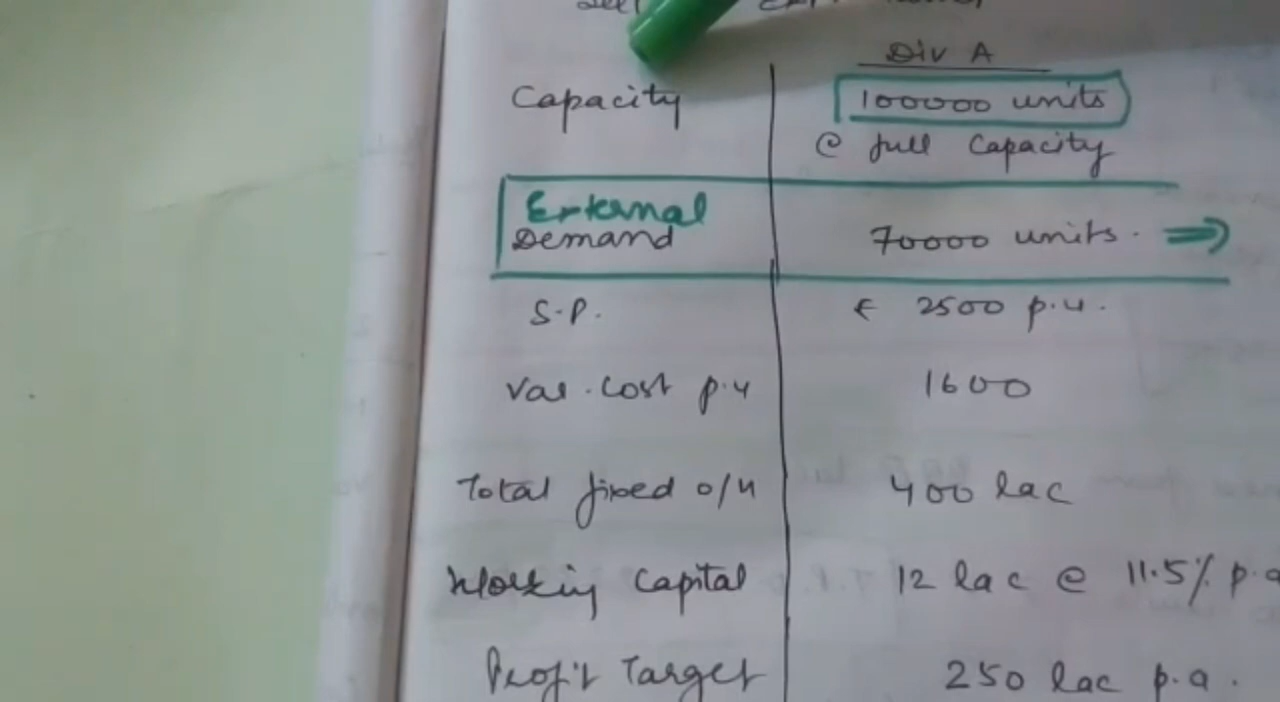 Div A
Capacity 100000 units
@ full Capacity
External
Demand 70000 units. ⇒
S.P. ₹ 2500 p.u.
Var. Cost p.u 1600
Total fixed o/h 400 lac
Working Capital 12 lac @ 11.5% p.a
Profit Target 250 lac p.a.